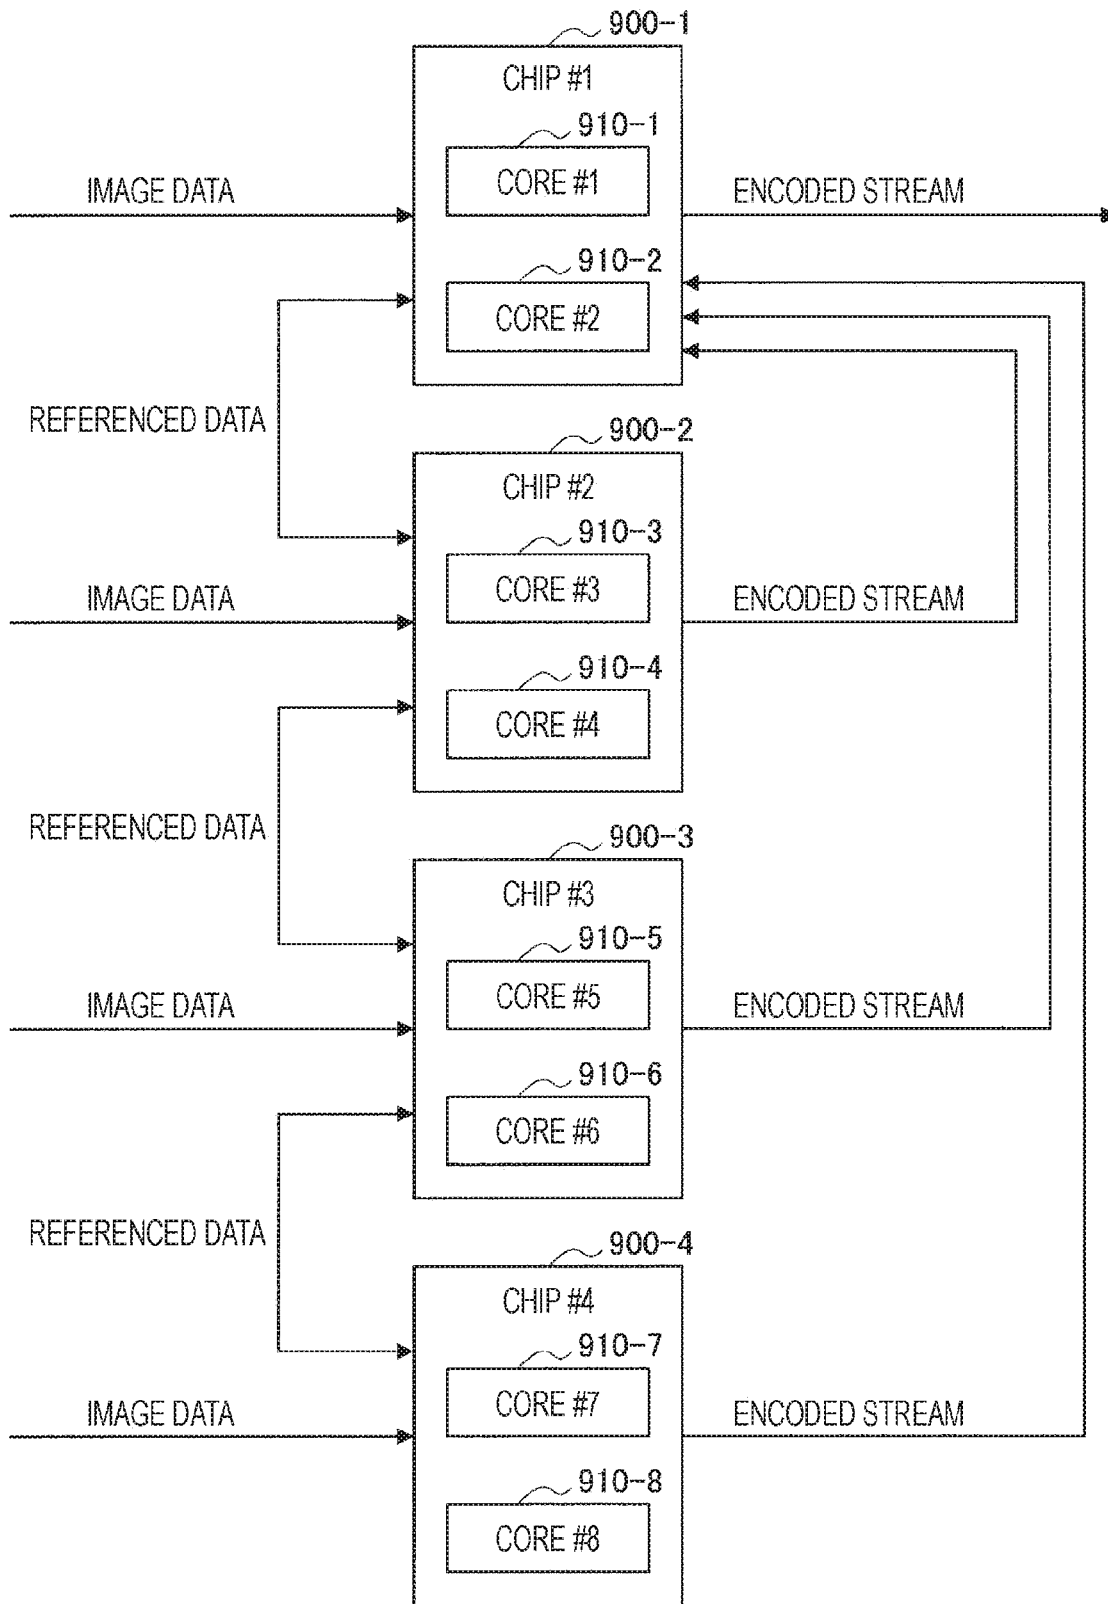 900-1
CHIP #1
910-1
CORE #1
IMAGE DATA
ENCODED STREAM
910-2
CORE #2
REFERENCED DATA
900-2
CHIP #2
910-3
CORE #3
IMAGE DATA
ENCODED STREAM
910-4
CORE #4
REFERENCED DATA
900-3
CHIP #3
910-5
CORE #5
IMAGE DATA
ENCODED STREAM
910-6
CORE #6
REFERENCED DATA
900-4
CHIP #4
910-7
CORE #7
IMAGE DATA
ENCODED STREAM
910-8
CORE #8